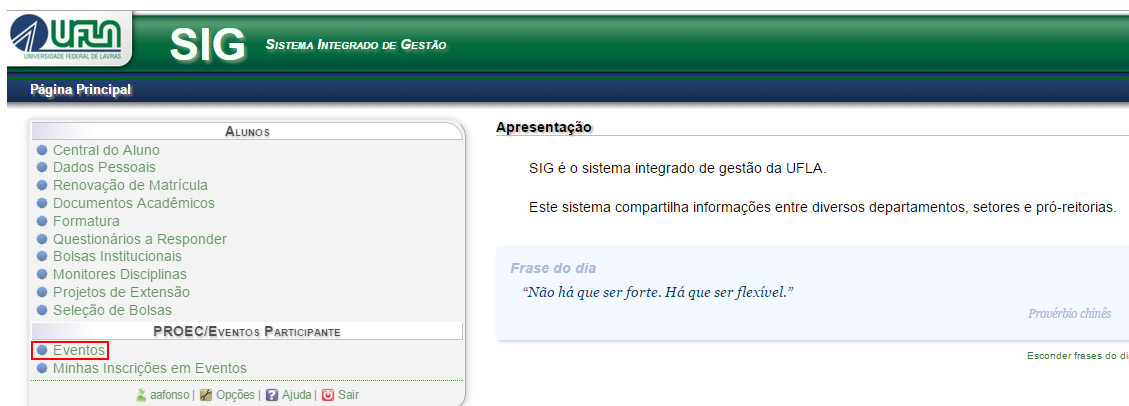 UFLA
UNIVERSIDADE FEDERAL DE LAVRAS
SIG Sistema Integrado de Gestão
Página Principal
Alunos
Central do Aluno
Dados Pessoais
Renovação de Matrícula
Documentos Acadêmicos
Formatura
Questionários a Responder
Bolsas Institucionais
Monitores Disciplinas
Projetos de Extensão
Seleção de Bolsas
PROEC/Eventos Participante
Eventos
Minhas Inscrições em Eventos
aafonso | Opções | Ajuda | Sair
Apresentação
SIG é o sistema integrado de gestão da UFLA.
Este sistema compartilha informações entre diversos departamentos, setores e pró-reitorias.
Frase do dia
“Não há que ser forte. Há que ser flexível.”
Provérbio chinês
Esconder frases do di